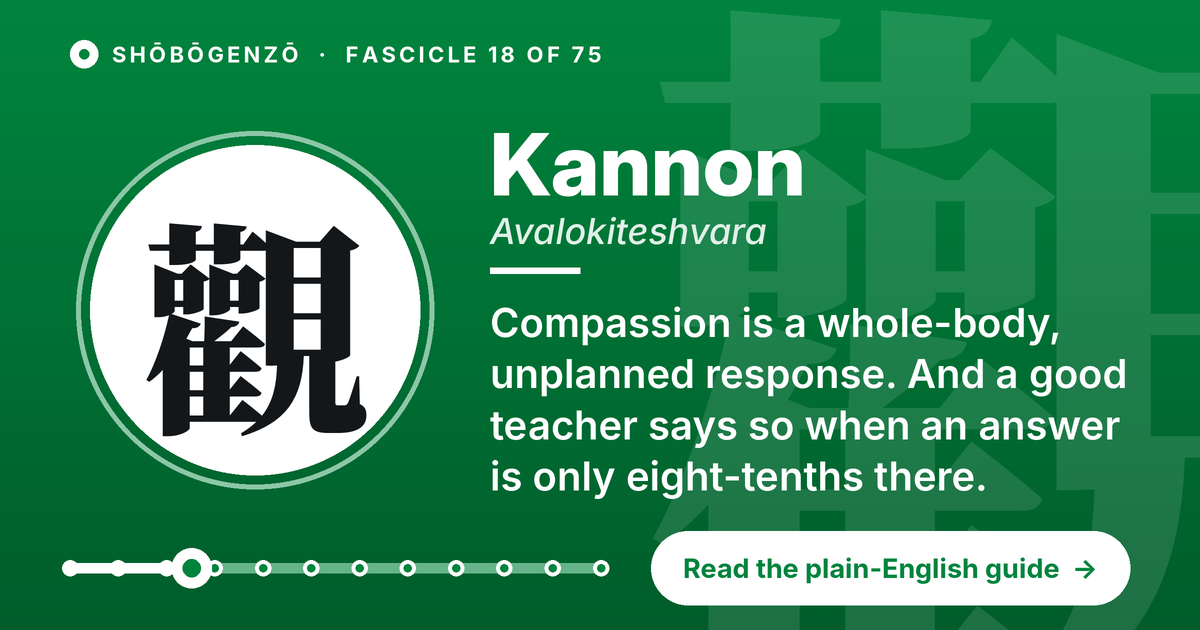 SHŌBŌGENZŌ · FASCICLE 18 OF 75
觀
Kannon
Avalokiteshvara
Compassion is a whole-body,
unplanned response. And a good
teacher says so when an answer
is only eight-tenths there.
Read the plain-English guide →